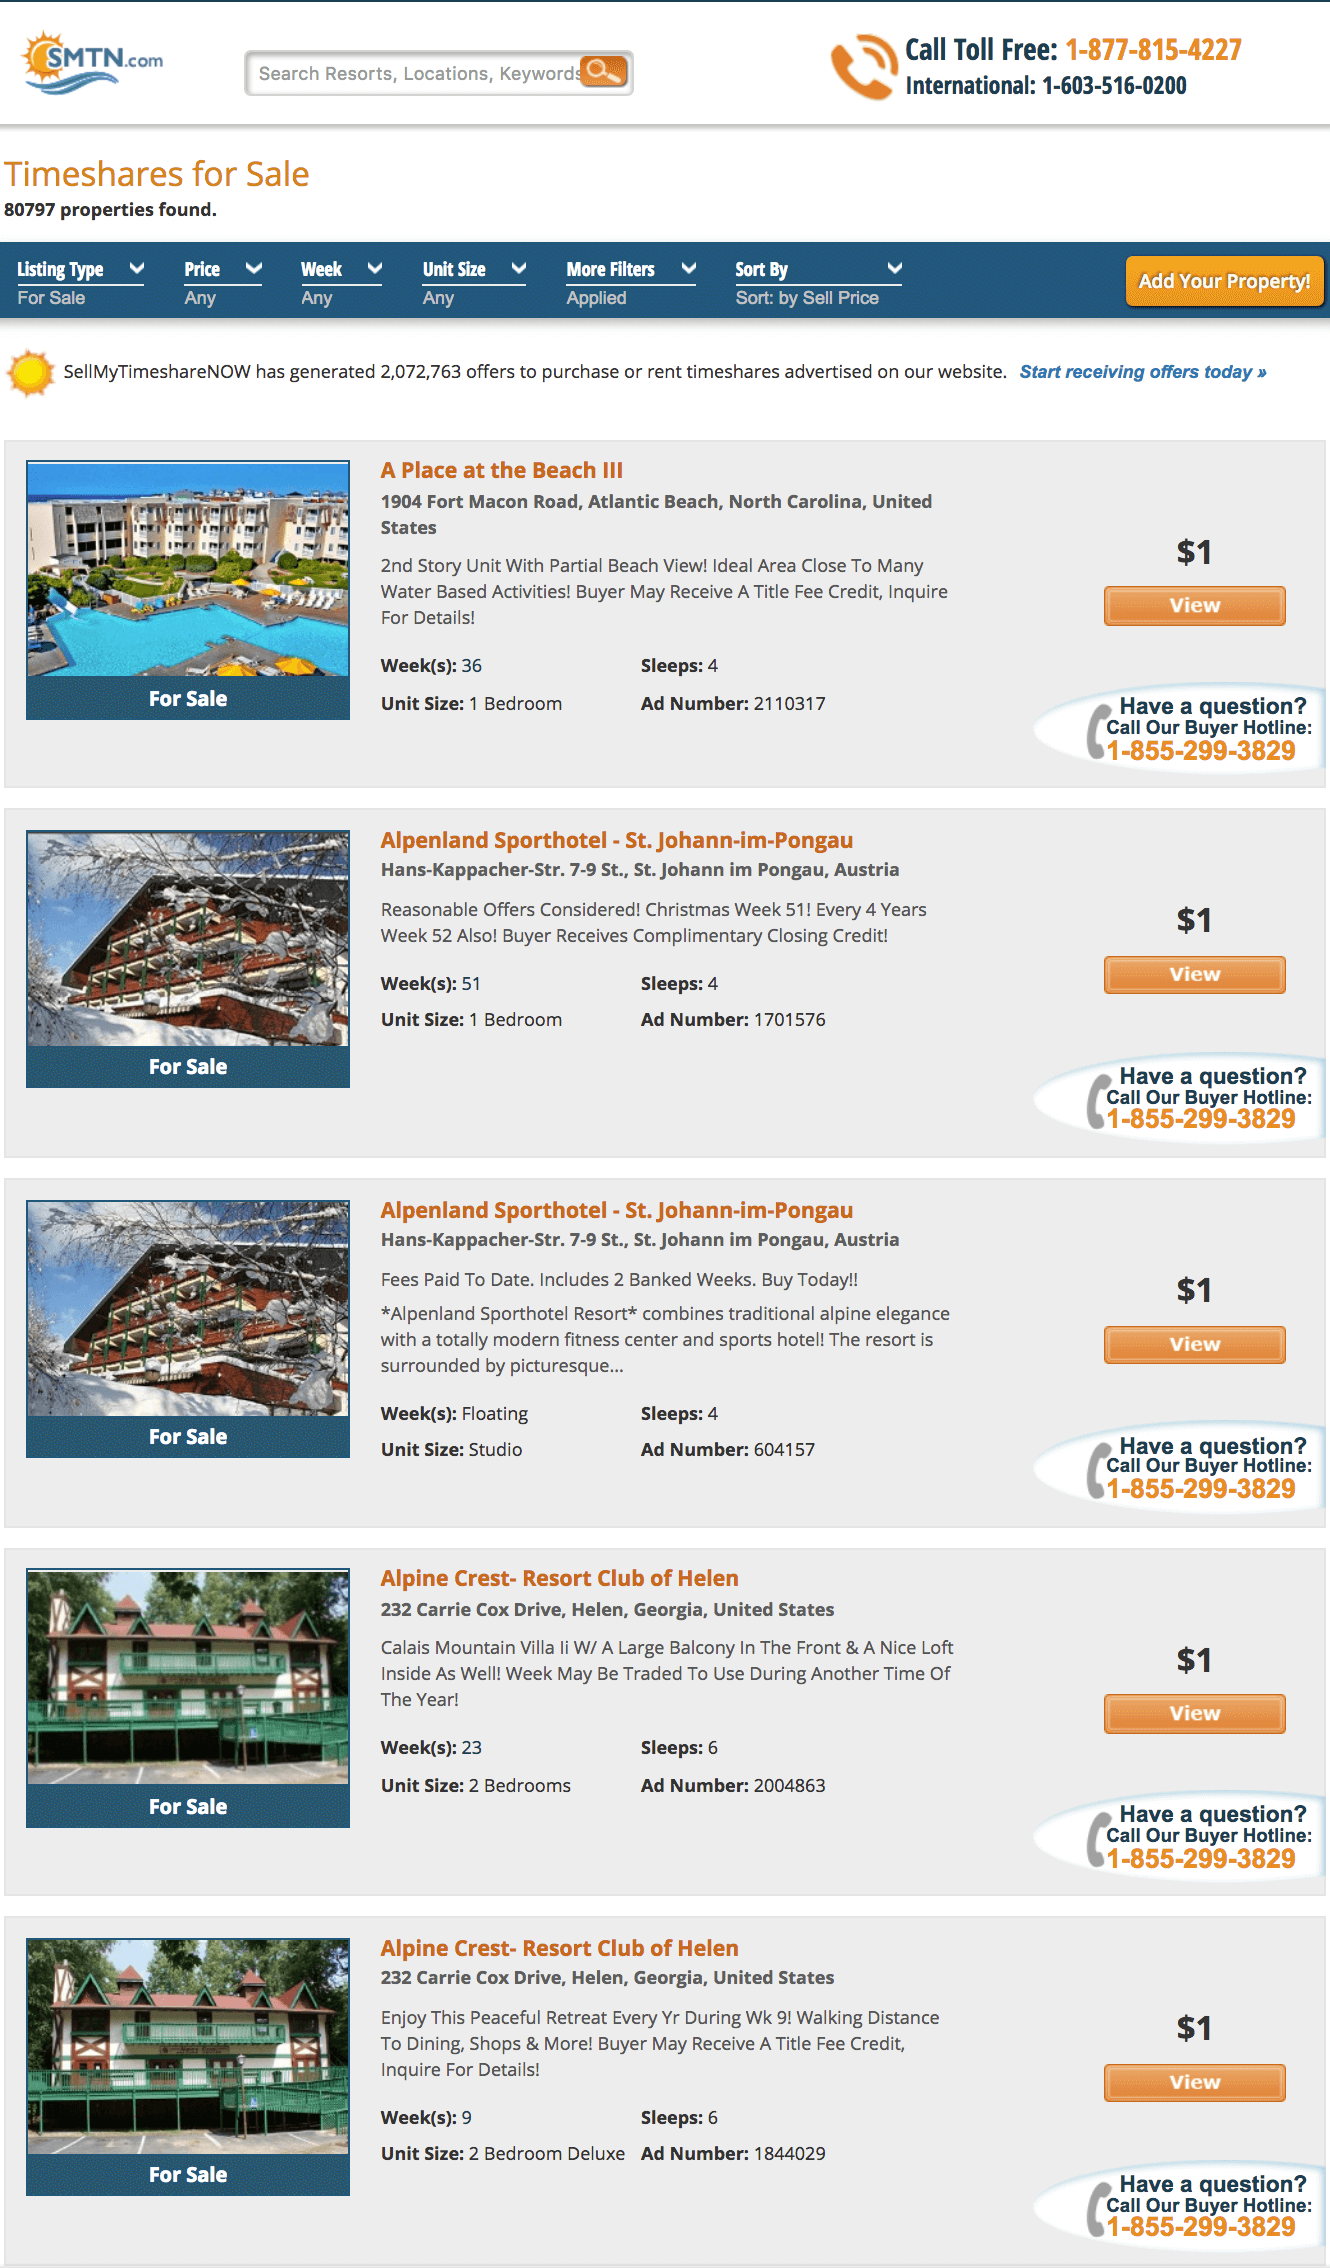 SMTN.com
Search Resorts, Locations, Keywords
Call Toll Free: 1-877-815-4227
International: 1-603-516-0200
Timeshares for Sale
80797 properties found.
Listing Type Price Week Unit Size More Filters Sort By
For Sale Any Any Any Applied Sort: by Sell Price
Add Your Property!
SellMyTimeshareNOW has generated 2,072,763 offers to purchase or rent timeshares advertised on our website. Start receiving offers today »
A Place at the Beach III
1904 Fort Macon Road, Atlantic Beach, North Carolina, United
States
2nd Story Unit With Partial Beach View! Ideal Area Close To Many
Water Based Activities! Buyer May Receive A Title Fee Credit, Inquire
For Details!
Week(s): 36 Sleeps: 4
Unit Size: 1 Bedroom Ad Number: 2110317
For Sale
$1
View
Have a question?
Call Our Buyer Hotline:
1-855-299-3829
Alpenland Sporthotel - St. Johann-im-Pongau
Hans-Kappacher-Str. 7-9 St., St. Johann im Pongau, Austria
Reasonable Offers Considered! Christmas Week 51! Every 4 Years
Week 52 Also! Buyer Receives Complimentary Closing Credit!
Week(s): 51 Sleeps: 4
Unit Size: 1 Bedroom Ad Number: 1701576
For Sale
$1
View
Have a question?
Call Our Buyer Hotline:
1-855-299-3829
Alpenland Sporthotel - St. Johann-im-Pongau
Hans-Kappacher-Str. 7-9 St., St. Johann im Pongau, Austria
Fees Paid To Date. Includes 2 Banked Weeks. Buy Today!!
*Alpenland Sporthotel Resort* combines traditional alpine elegance
with a totally modern fitness center and sports hotel! The resort is
surrounded by picturesque...
Week(s): Floating Sleeps: 4
Unit Size: Studio Ad Number: 604157
For Sale
$1
View
Have a question?
Call Our Buyer Hotline:
1-855-299-3829
Alpine Crest- Resort Club of Helen
232 Carrie Cox Drive, Helen, Georgia, United States
Calais Mountain Villa Ii W/ A Large Balcony In The Front & A Nice Loft
Inside As Well! Week May Be Traded To Use During Another Time Of
The Year!
Week(s): 23 Sleeps: 6
Unit Size: 2 Bedrooms Ad Number: 2004863
For Sale
$1
View
Have a question?
Call Our Buyer Hotline:
1-855-299-3829
Alpine Crest- Resort Club of Helen
232 Carrie Cox Drive, Helen, Georgia, United States
Enjoy This Peaceful Retreat Every Yr During Wk 9! Walking Distance
To Dining, Shops & More! Buyer May Receive A Title Fee Credit,
Inquire For Details!
Week(s): 9 Sleeps: 6
Unit Size: 2 Bedroom Deluxe Ad Number: 1844029
For Sale
$1
View
Have a question?
Call Our Buyer Hotline:
1-855-299-3829